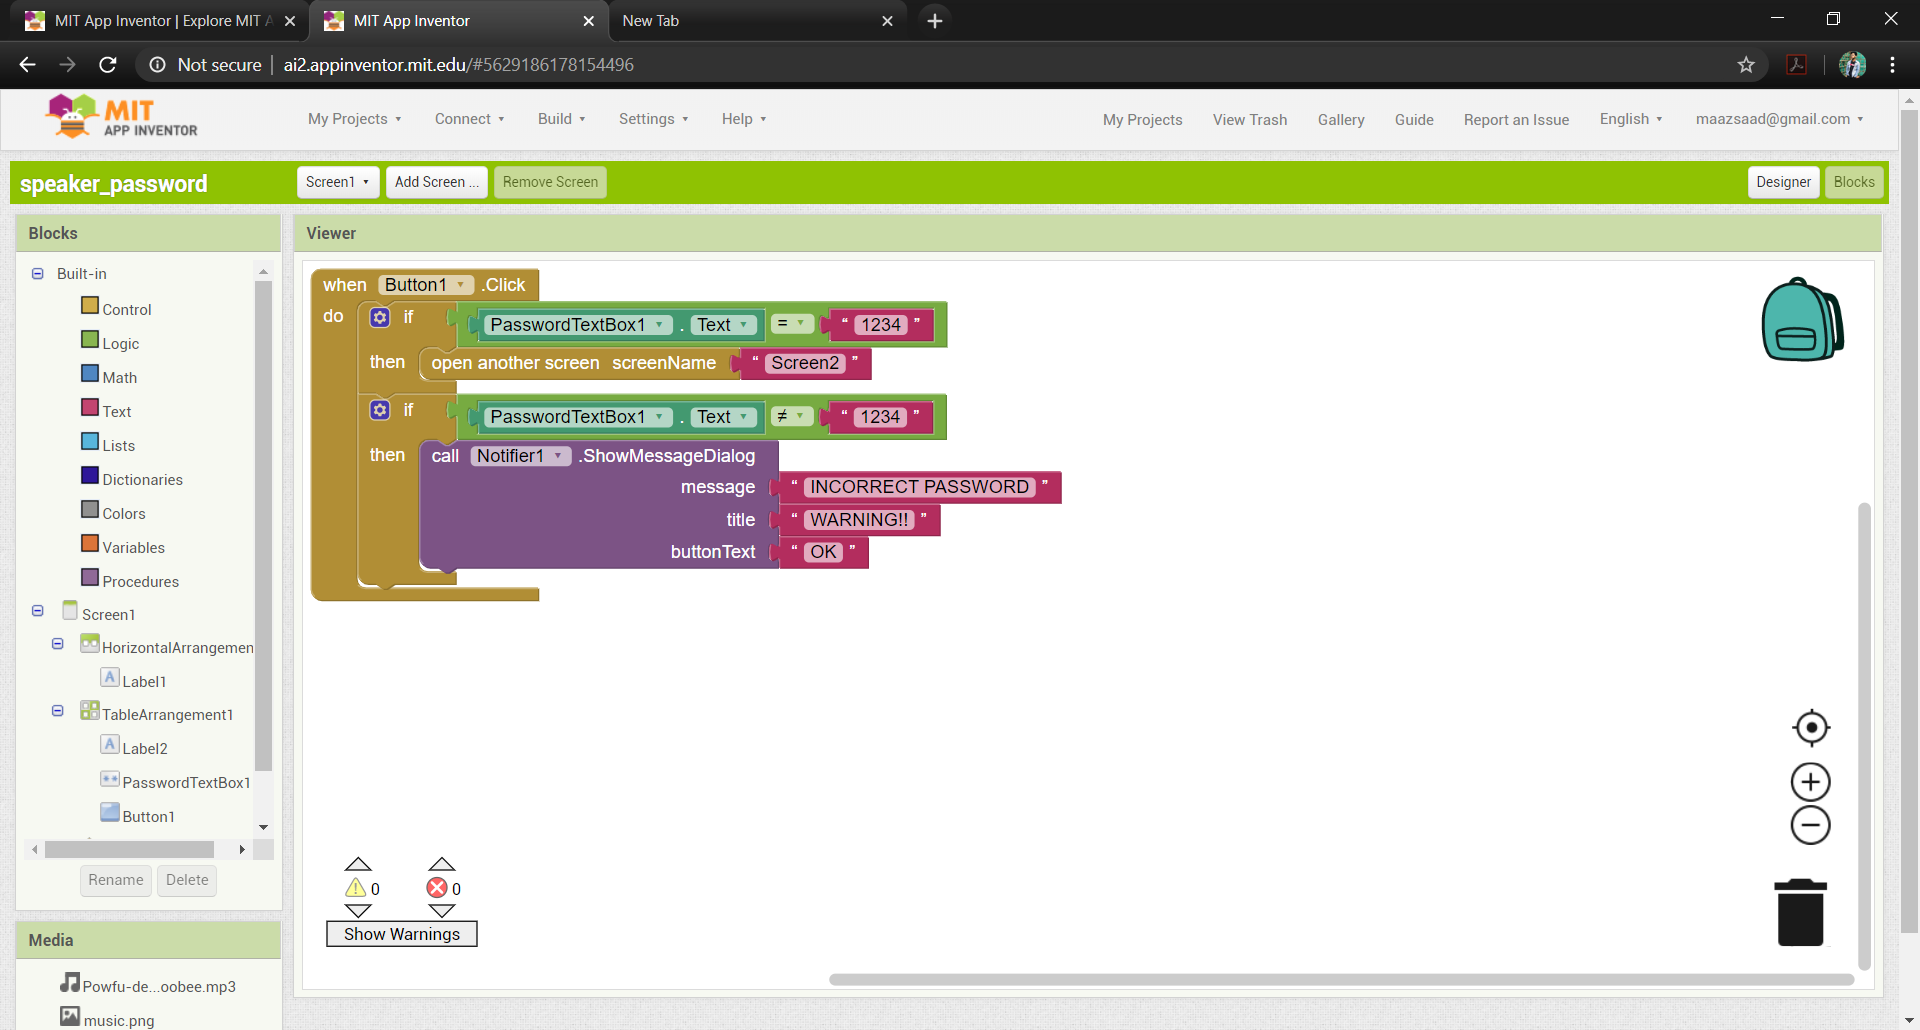 MIT App Inventor | Explore MIT A
MIT App Inventor
New Tab
Not secure | ai2.appinventor.mit.edu/#5629186178154496
MIT
APP INVENTOR
My Projects
Connect
Build
Settings
Help
My Projects
View Trash
Gallery
Guide
Report an Issue
English
maazsaad@gmail.com
speaker_password
Screen1
Add Screen ...
Remove Screen
Designer
Blocks
Blocks
Built-in
Control
Logic
Math
Text
Lists
Dictionaries
Colors
Variables
Procedures
Screen1
HorizontalArrangemen
Label1
TableArrangement1
Label2
PasswordTextBox1
Button1
Rename
Delete
Media
Powfu-de...oobee.mp3
music.png
Viewer
when Button1 .Click
do if PasswordTextBox1 . Text = “ 1234 ”
then open another screen screenName “ Screen2 ”
if PasswordTextBox1 . Text ≠ “ 1234 ”
then call Notifier1 .ShowMessageDialog
message “ INCORRECT PASSWORD ”
title “ WARNING!! ”
buttonText “ OK ”
0
0
Show Warnings